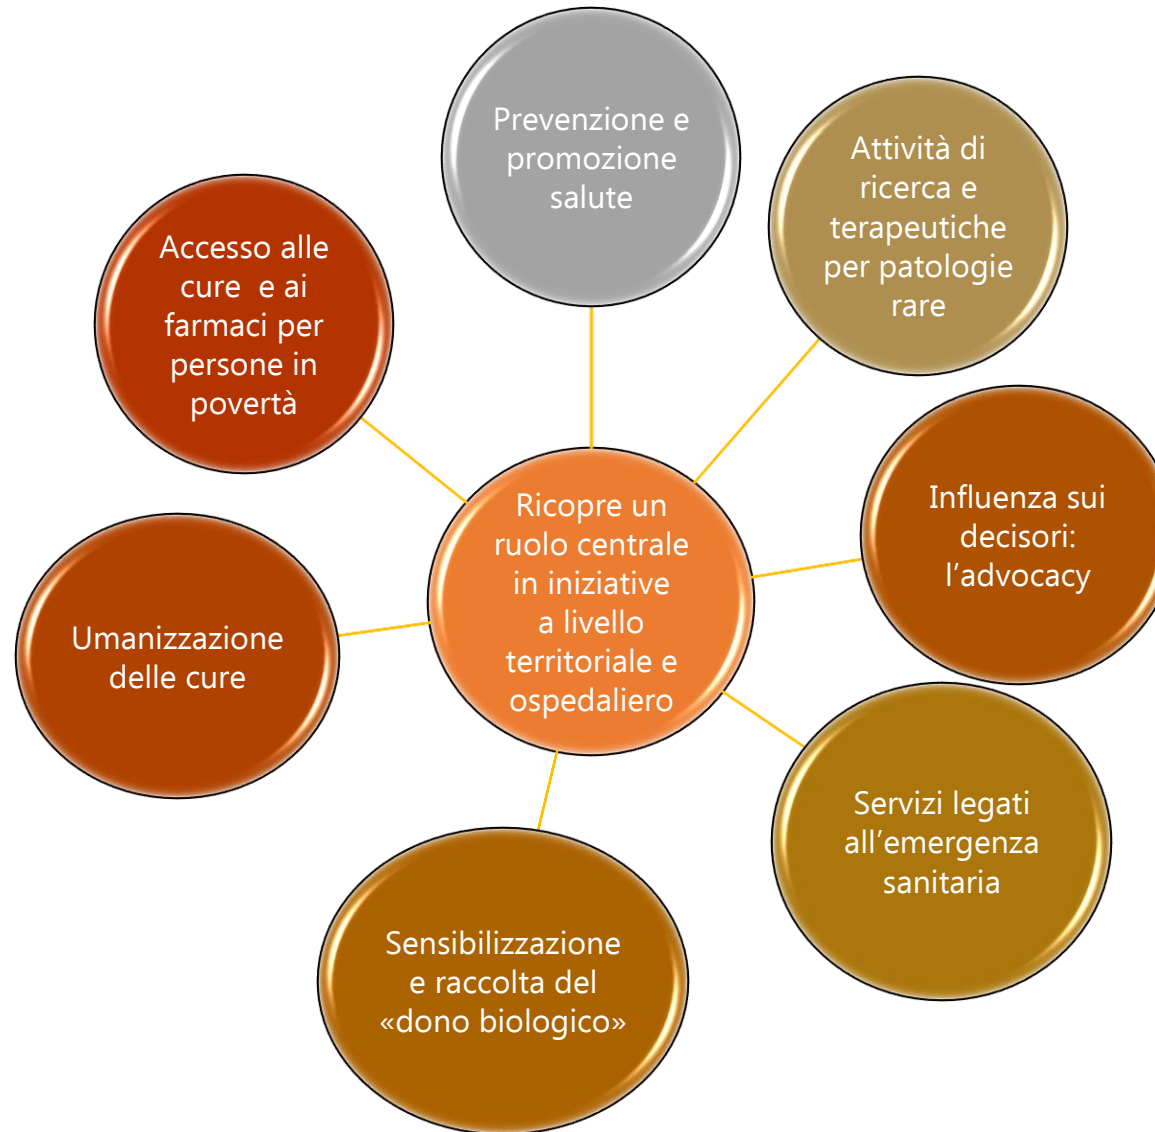 Prevenzione e
promozione
salute
Attività di
ricerca e
terapeutiche
per patologie
rare
Accesso alle
cure e ai
farmaci per
persone in
povertà
Influenza sui
decisori:
l’advocacy
Ricopre un
ruolo centrale
in iniziative
a livello
territoriale e
ospedaliero
Umanizzazione
delle cure
Servizi legati
all’emergenza
sanitaria
Sensibilizzazione
e raccolta del
«dono biologico»